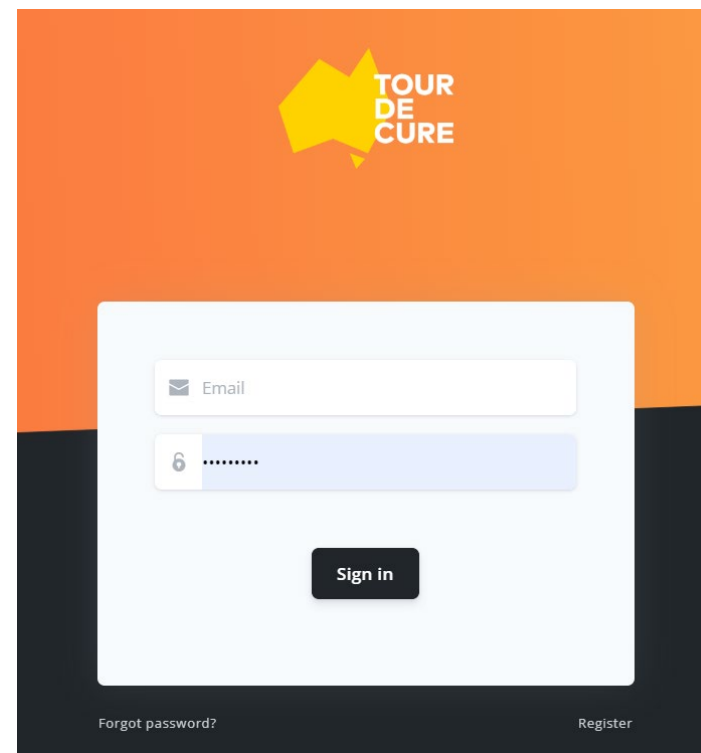 TOUR
DE
CURE
Email
•••••••••
Sign in
Forgot password?
Register